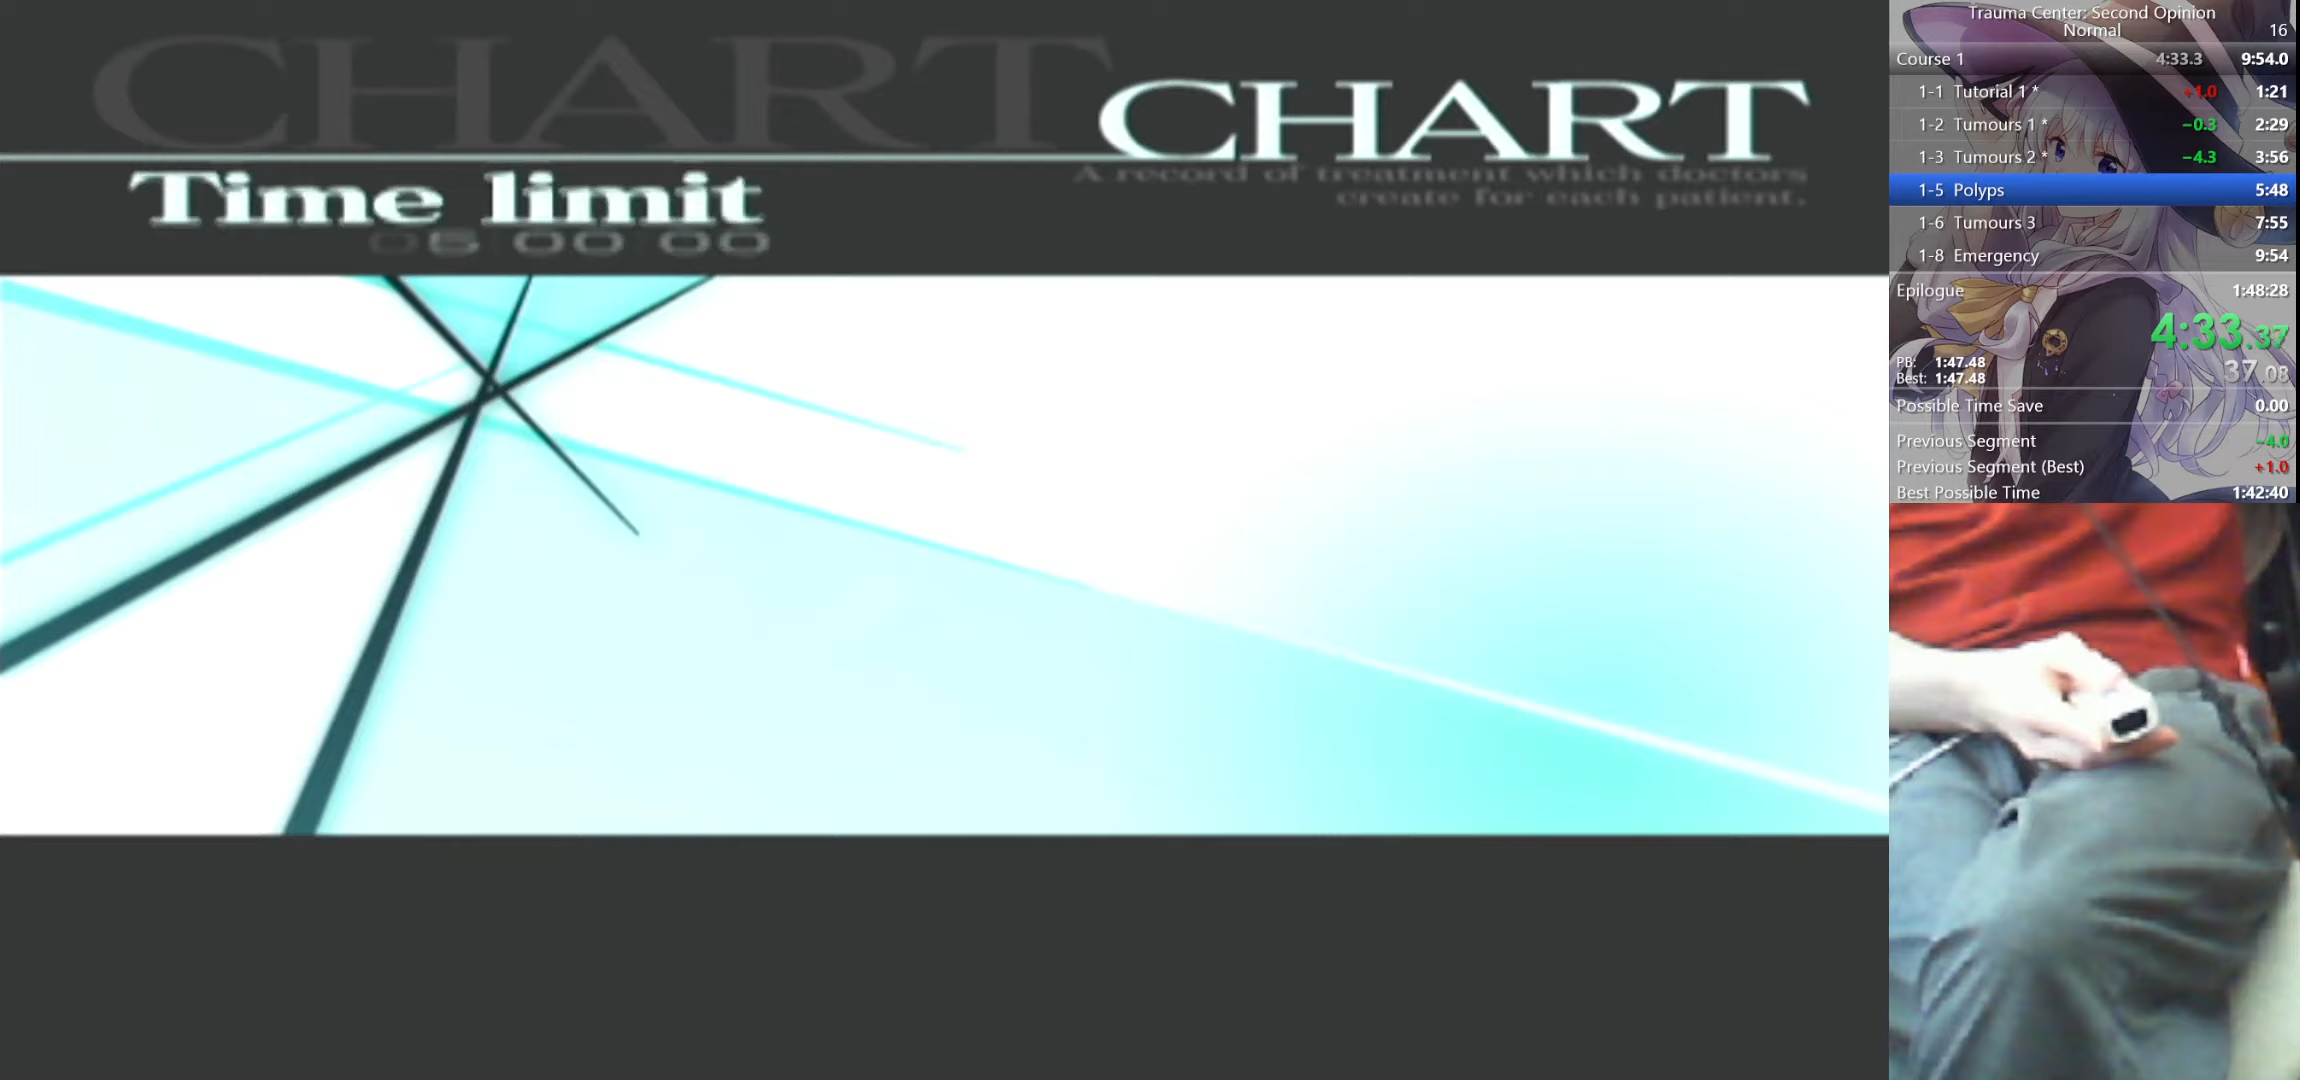 CHART
CHART
Time limit
05 00 00
A record of treatment which doctors
create for each patient.
Trauma Center: Second Opinion
Normal 16
Course 1 4:33.3 9:54.0
1-1 Tutorial 1 * +1.0 1:21
1-2 Tumours 1 * −0.3 2:29
1-3 Tumours 2 * −4.3 3:56
1-5 Polyps 5:48
1-6 Tumours 3 7:55
1-8 Emergency 9:54
Epilogue 1:48:28
4:33.37
PB: 1:47.48
37.08
Best: 1:47.48
Possible Time Save 0.00
Previous Segment −4.0
Previous Segment (Best) +1.0
Best Possible Time 1:42:40